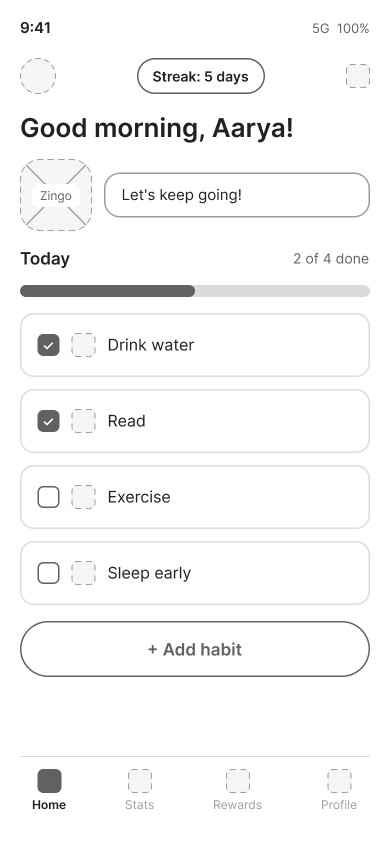 9:41
5G 100%
Streak: 5 days
Good morning, Aarya!
Zingo
Let's keep going!
Today
2 of 4 done
Drink water
Read
Exercise
Sleep early
+ Add habit
Home
Stats
Rewards
Profile